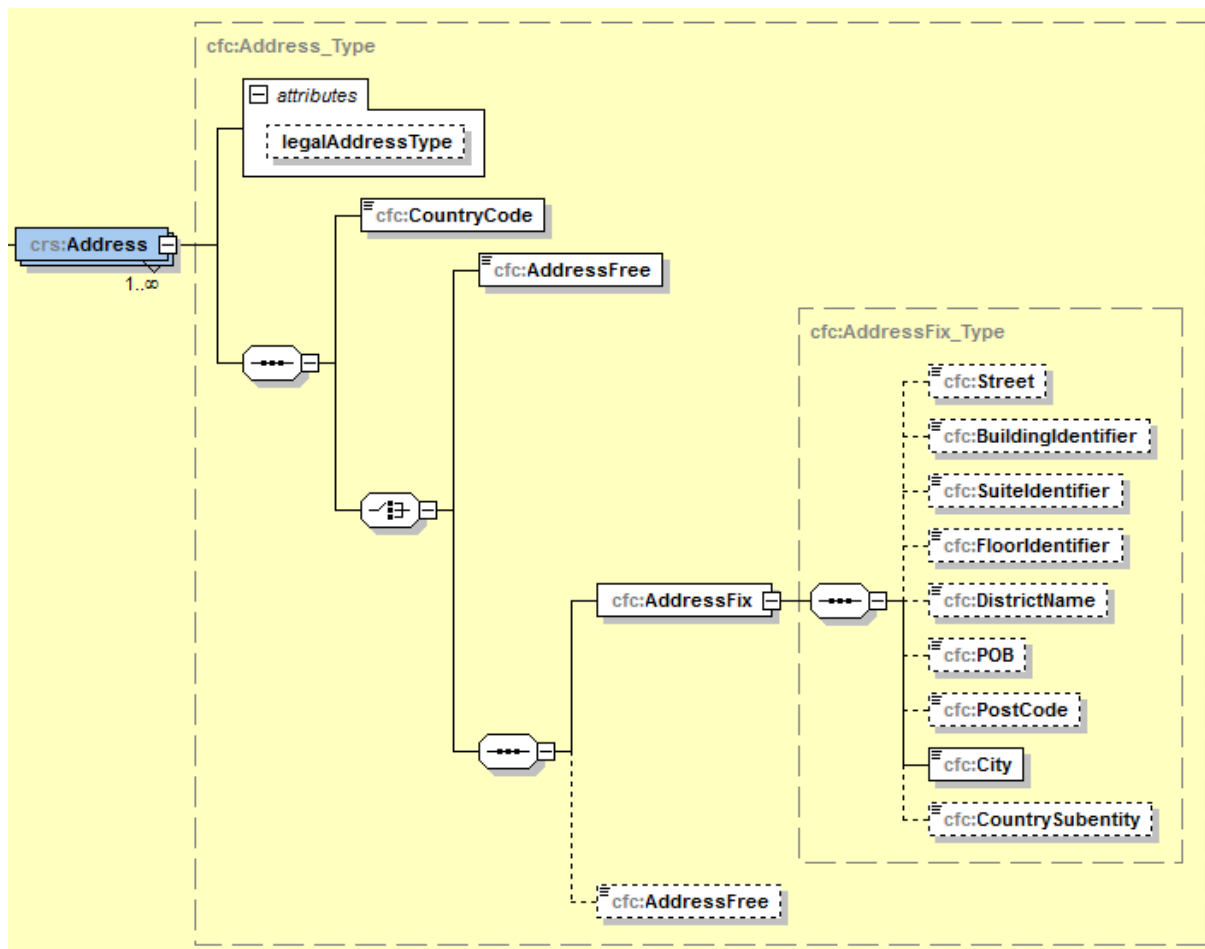 cfc:Address_Type
attributes
legalAddressType
cfc:CountryCode
crs:Address
1..∞
cfc:AddressFree
cfc:AddressFix_Type
cfc:Street
cfc:BuildingIdentifier
cfc:SuiteIdentifier
cfc:FloorIdentifier
cfc:AddressFix
cfc:DistrictName
cfc:POB
cfc:PostCode
cfc:City
cfc:CountrySubentity
cfc:AddressFree